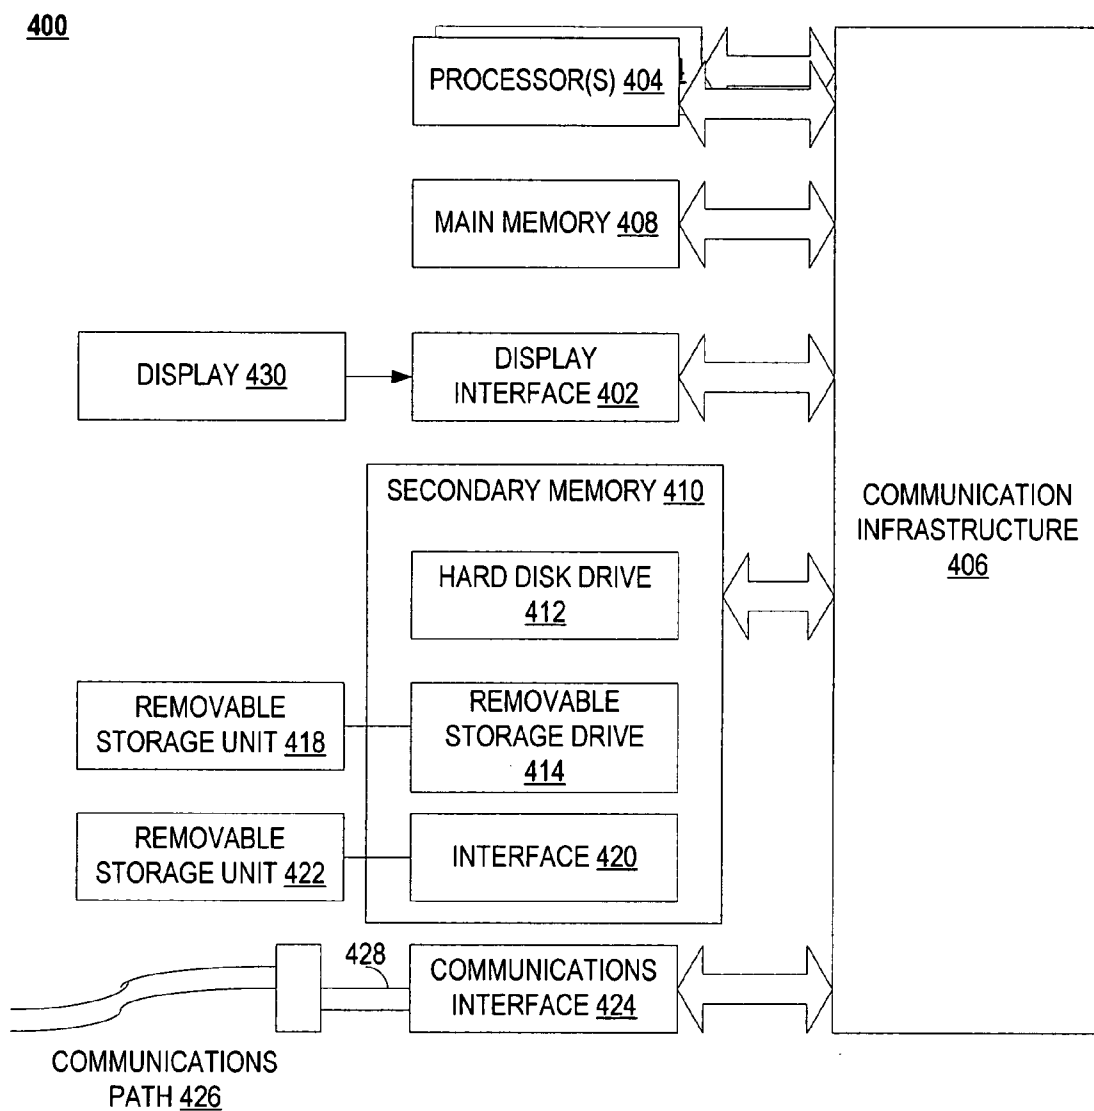 400
PROCESSOR(S) 404
MAIN MEMORY 408
DISPLAY 430
DISPLAY
INTERFACE 402
SECONDARY MEMORY 410
HARD DISK DRIVE
412
REMOVABLE
STORAGE UNIT 418
REMOVABLE
STORAGE DRIVE
414
REMOVABLE
STORAGE UNIT 422
INTERFACE 420
COMMUNICATION
INFRASTRUCTURE
406
428
COMMUNICATIONS
INTERFACE 424
COMMUNICATIONS
PATH 426